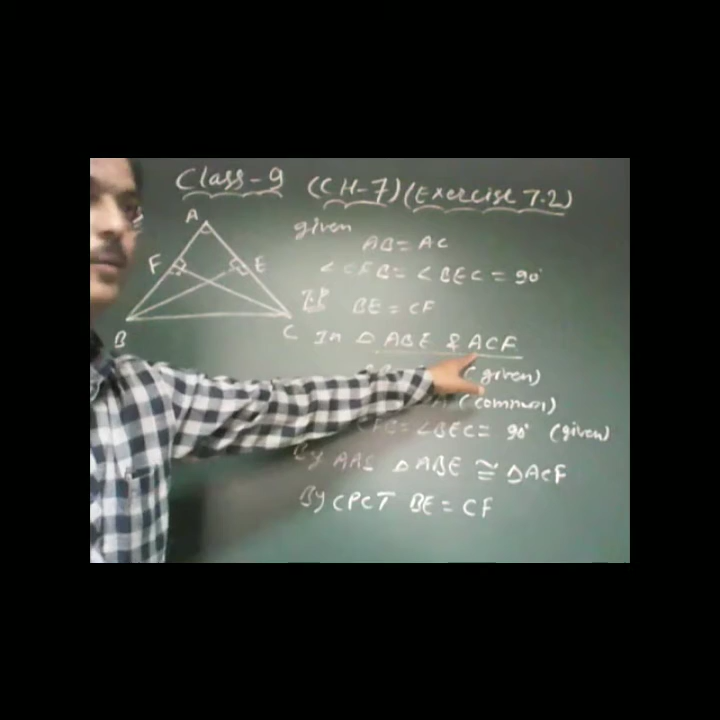 Class-9 (CH-7) (Exercise 7.2)
A
F E
B C
given
AB = AC
∠CFB = ∠BEC = 90°
T.P BE = CF
In △ ABE & ACF
(given)
(common)
CFB = ∠BEC = 90° (given)
By AAS △ABE ≅ △ACF
By CPCT BE = CF